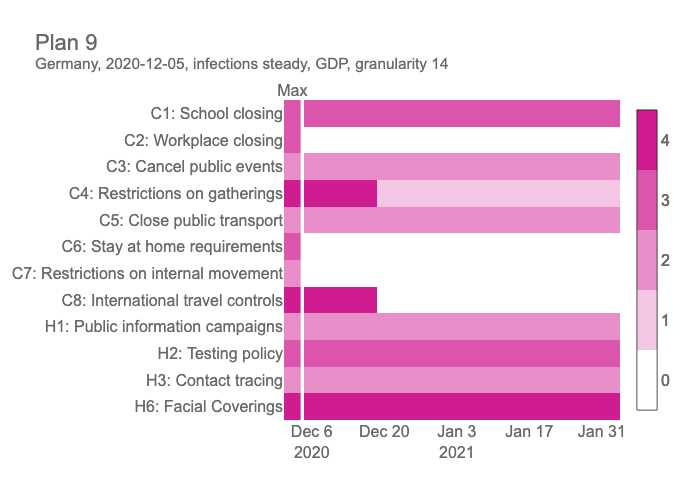 Plan 9
Germany, 2020-12-05, infections steady, GDP, granularity 14
Max
C1: School closing
C2: Workplace closing
C3: Cancel public events
C4: Restrictions on gatherings
C5: Close public transport
C6: Stay at home requirements
C7: Restrictions on internal movement
C8: International travel controls
H1: Public information campaigns
H2: Testing policy
H3: Contact tracing
H6: Facial Coverings
Dec 6 Dec 20 Jan 3 Jan 17 Jan 31
2020 2021
4
3
2
1
0